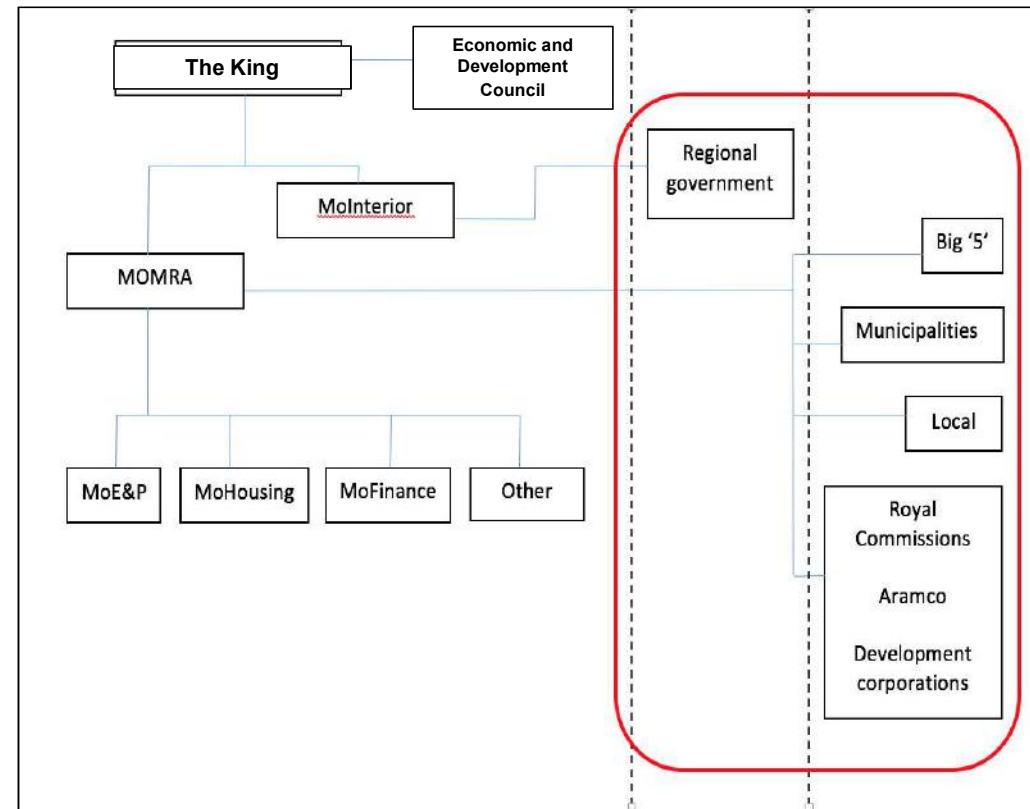 The King
Economic and
Development
Council
Regional
government
MoInterior
Big ‘5’
MOMRA
Municipalities
Local
MoE&P
MoHousing
MoFinance
Other
Royal
Commissions
Aramco
Development
corporations